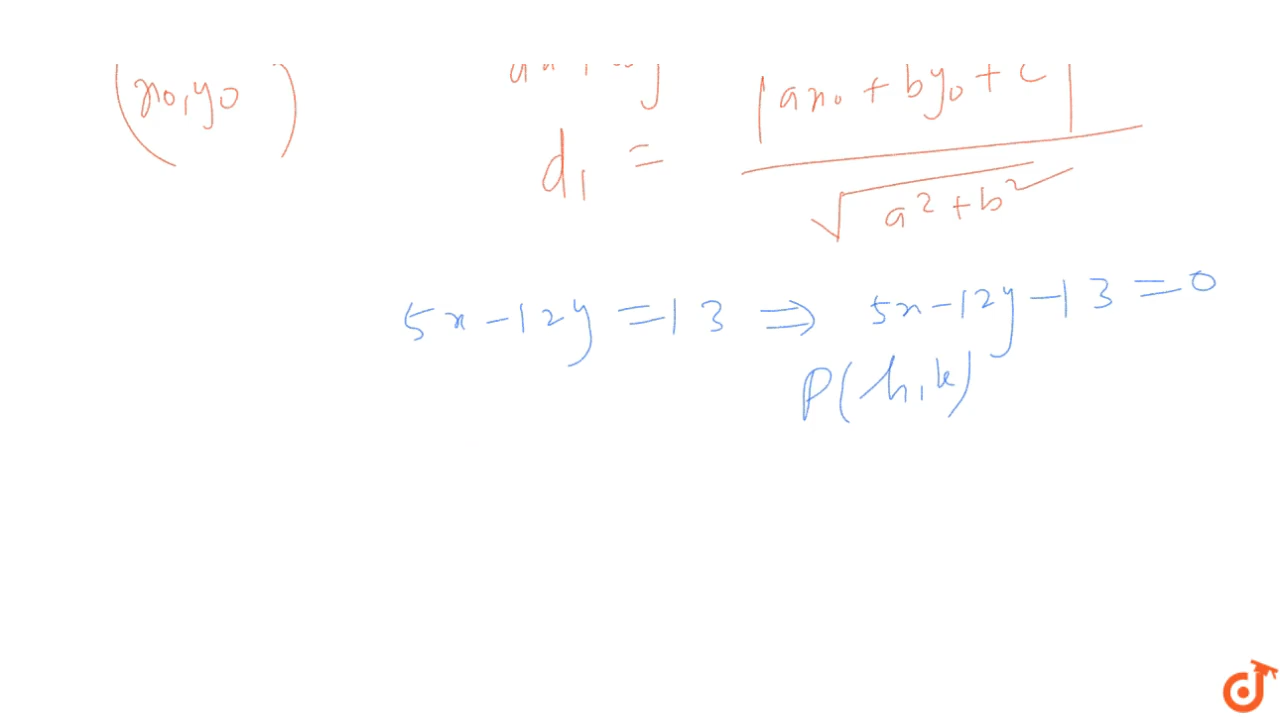 (x₀,y₀)
|ax₀ + by₀ + c|
d₁ = ―――
√a² + b²
5x - 12y = 13 ⇒ 5x - 12y - 13 = 0
P(h,k)